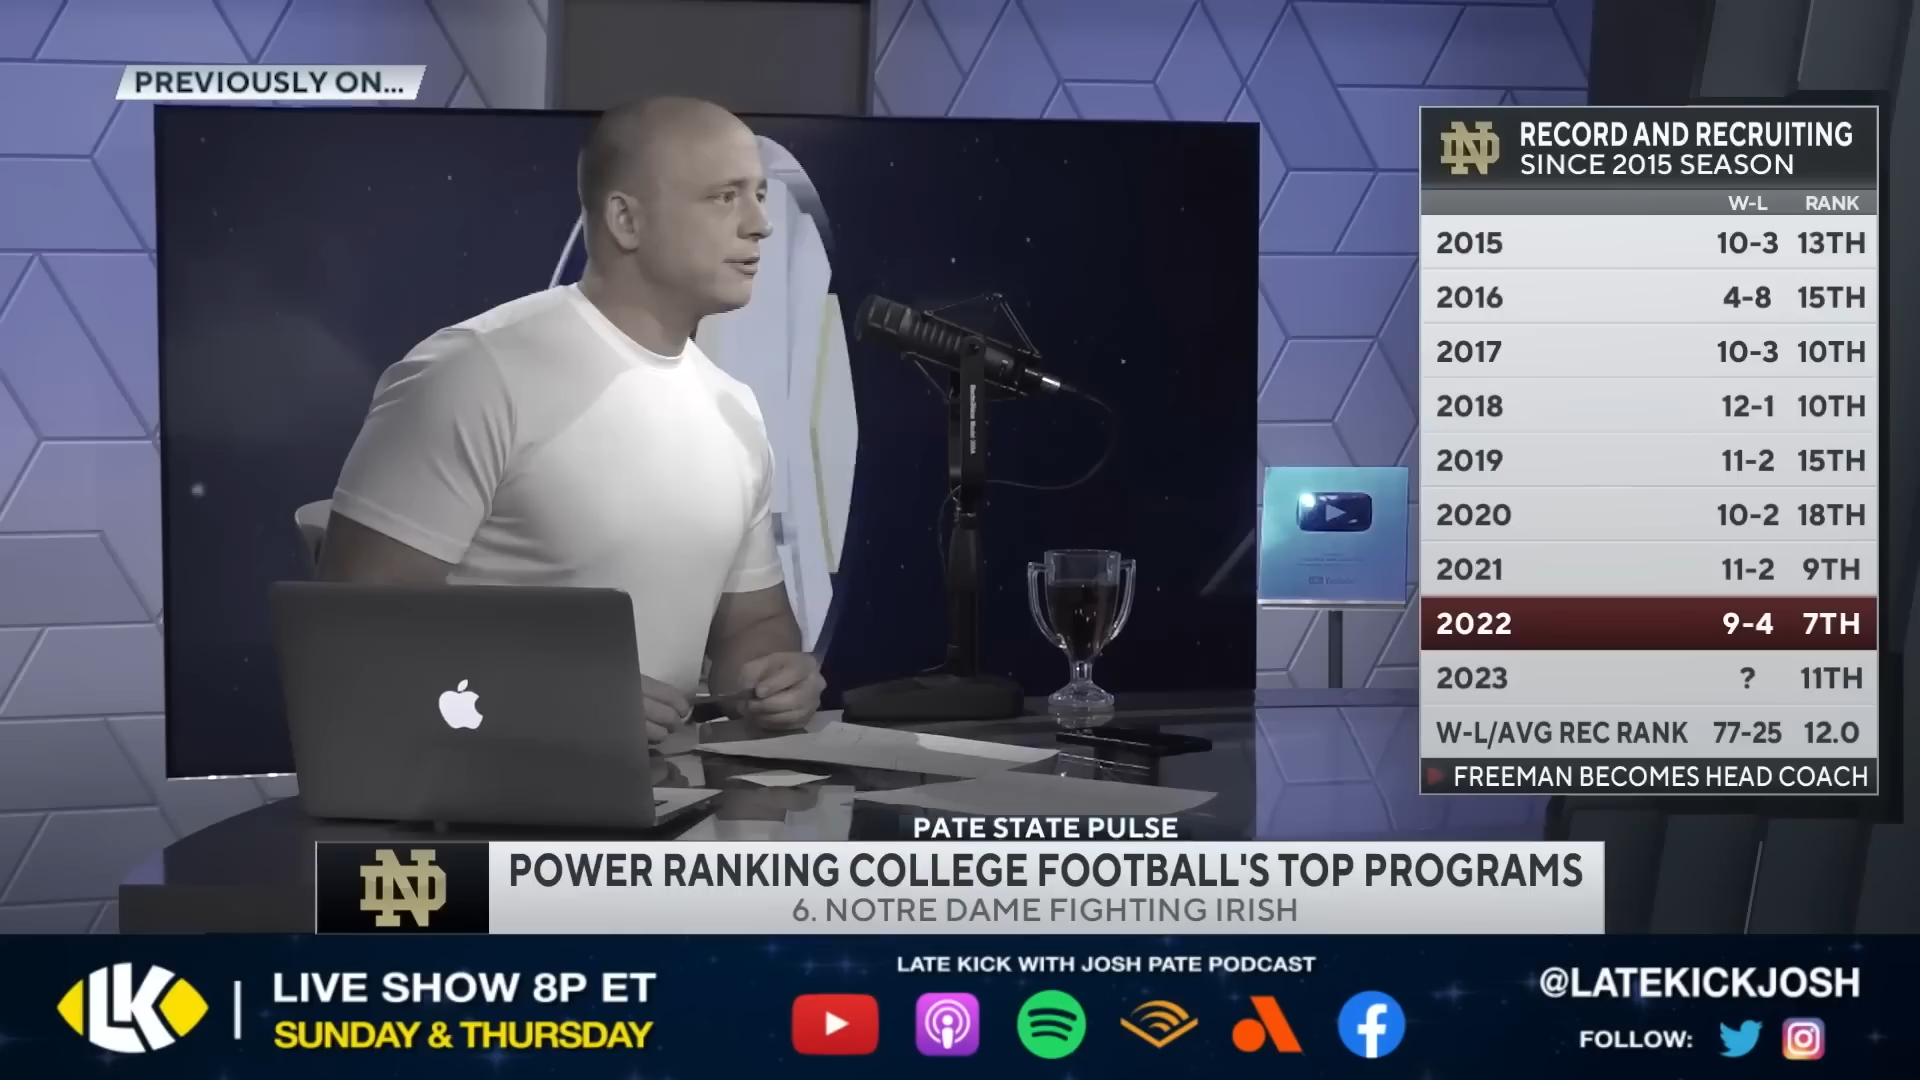 PREVIOUSLY ON...
ND RECORD AND RECRUITING
SINCE 2015 SEASON
W-L RANK
2015 10-3 13TH
2016 4-8 15TH
2017 10-3 10TH
2018 12-1 10TH
2019 11-2 15TH
2020 10-2 18TH
2021 11-2 9TH
2022 9-4 7TH
2023 ? 11TH
W-L/AVG REC RANK 77-25 12.0
FREEMAN BECOMES HEAD COACH
PATE STATE PULSE
ND POWER RANKING COLLEGE FOOTBALL'S TOP PROGRAMS
6. NOTRE DAME FIGHTING IRISH
LK LIVE SHOW 8P ET
SUNDAY & THURSDAY
LATE KICK WITH JOSH PATE PODCAST
@LATEKICKJOSH
FOLLOW: